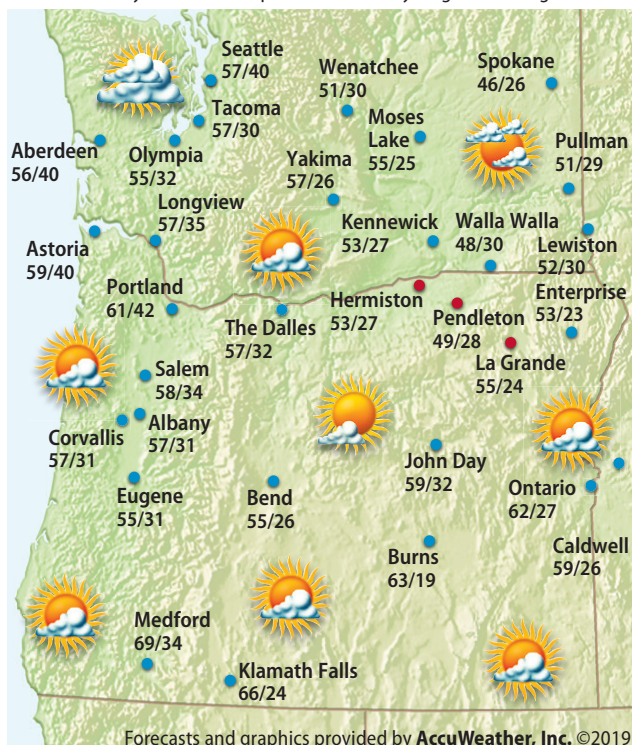 Seattle
57/40
Wenatchee
51/30
Spokane
46/26
Tacoma
57/30
Moses
Lake
55/25
Aberdeen
56/40
Olympia
55/32
Yakima
57/26
Pullman
51/29
Longview
57/35
Kennewick
53/27
Walla Walla
48/30
Lewiston
52/30
Astoria
59/40
Portland
61/42
The Dalles
57/32
Hermiston
53/27
Pendleton
49/28
Enterprise
53/23
La Grande
55/24
Salem
58/34
Albany
57/31
Corvallis
57/31
John Day
59/32
Eugene
55/31
Bend
55/26
Ontario
62/27
Burns
63/19
Caldwell
59/26
Medford
69/34
Klamath Falls
66/24
Forecasts and graphics provided by AccuWeather, Inc. ©2019